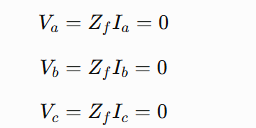 V_a = Z_f I_a = 0
V_b = Z_f I_b = 0
V_c = Z_f I_c = 0